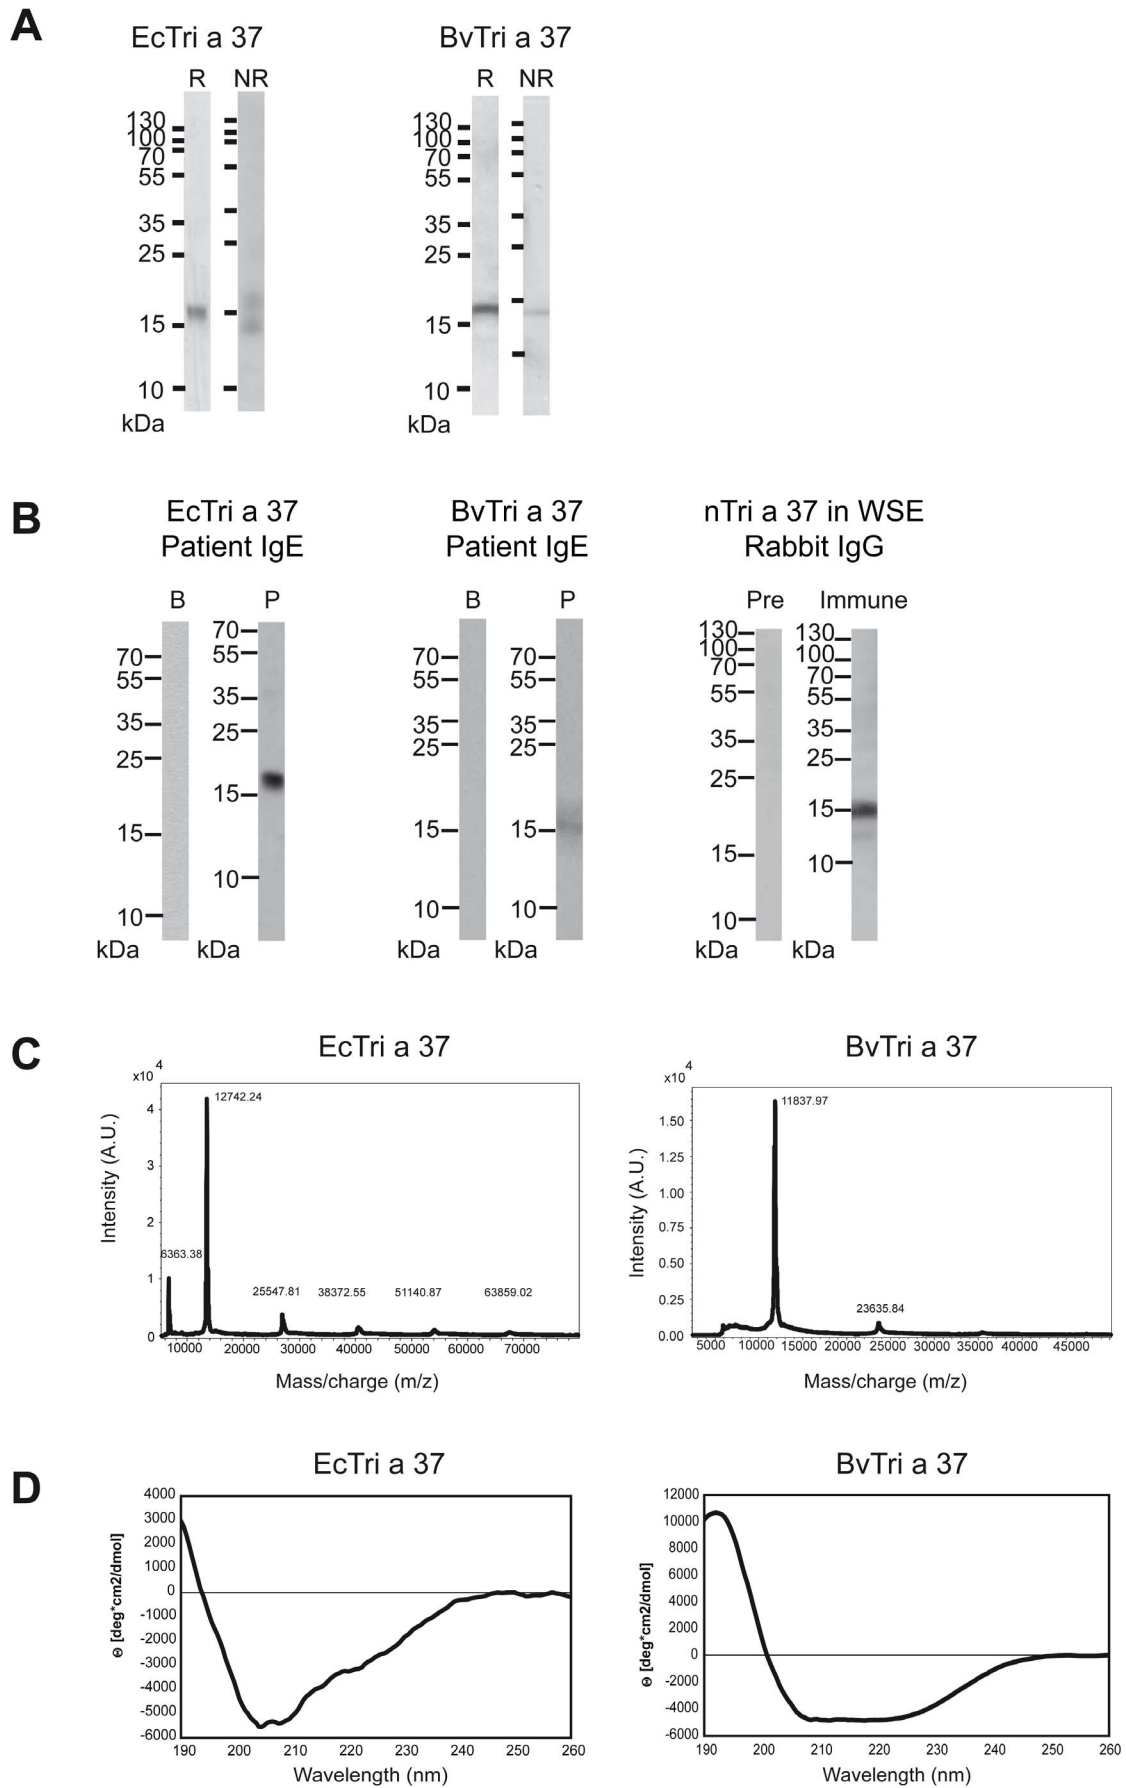 A
EcTri a 37
BvTri a 37
R NR
R NR
130
100
70
55
35
25
15
10
kDa
130
100
70
55
35
25
15
10
kDa
B
EcTri a 37
Patient IgE
BvTri a 37
Patient IgE
nTri a 37 in WSE
Rabbit IgG
B P
B P
Pre Immune
70
55
35
25
15
10
kDa
70
55
35
25
15
10
kDa
70
55
35
25
15
10
kDa
70
55
35
25
15
10
kDa
130
100
70
55
35
25
15
10
kDa
130
100
70
55
35
25
15
10
kDa
C
EcTri a 37
x10 4
Intensity (A.U.)
4
3
2
1
0
12742.24
6363.38
25547.81 38372.55 51140.87 63859.02
10000 20000 30000 40000 50000 60000 70000
Mass/charge (m/z)
BvTri a 37
x10 4
Intensity (A.U.)
1.50
1.25
1.00
0.75
0.50
0.25
0.00
11837.97
23635.84
5000 10000 15000 20000 25000 30000 35000 40000 45000
Mass/charge (m/z)
D
EcTri a 37
Θ [deg*cm2/dmol]
4000
3000
2000
1000
0
-1000
-2000
-3000
-4000
-5000
-6000
190 200 210 220 230 240 250 260
Wavelength (nm)
BvTri a 37
Θ [deg*cm2/dmol]
12000
10000
8000
6000
4000
2000
0
-2000
-4000
-6000
190 200 210 220 230 240 250 260
Wavelength (nm)